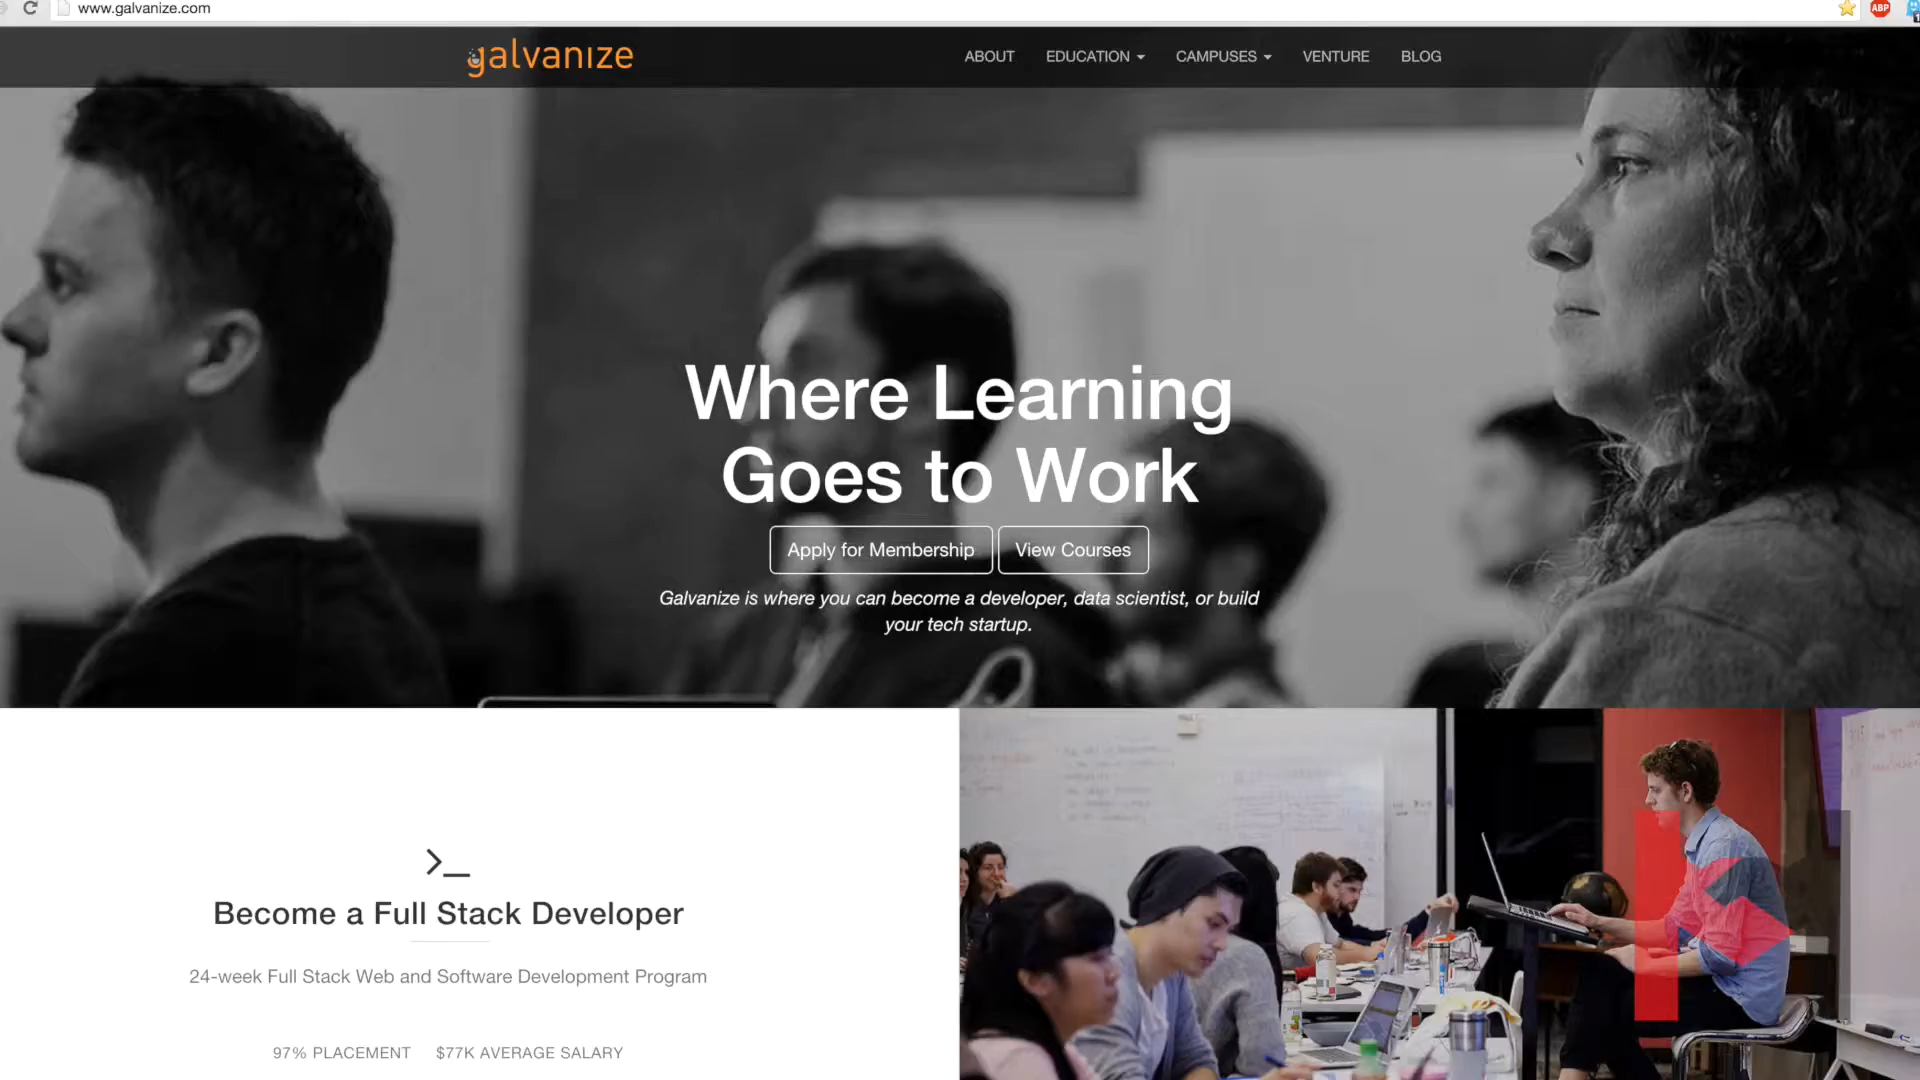 www.galvanize.com
ABP
galvanize
ABOUT EDUCATION CAMPUSES VENTURE BLOG
Where Learning
Goes to Work
Apply for Membership View Courses
Galvanize is where you can become a developer, data scientist, or build
your tech startup.
>_
Become a Full Stack Developer
24-week Full Stack Web and Software Development Program
97% PLACEMENT $77K AVERAGE SALARY